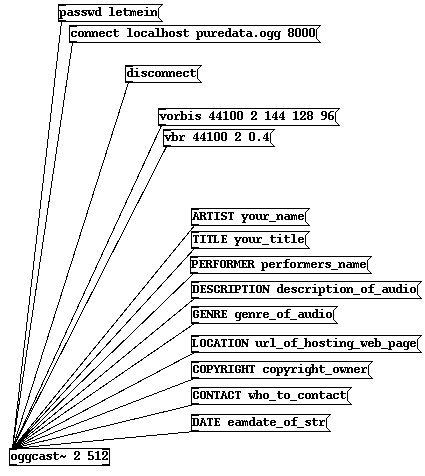 passwd letmein
connect localhost puredata.ogg 8000
disconnect
vorbis 44100 2 144 128 96
vbr 44100 2 0.4
ARTIST your_name
TITLE your_title
PERFORMER performers_name
DESCRIPTION description_of_audio
GENRE genre_of_audio
LOCATION url_of_hosting_web_page
COPYRIGHT copyright_owner
CONTACT who_to_contact
DATE eamdate_of_str
oggcast~ 2 512